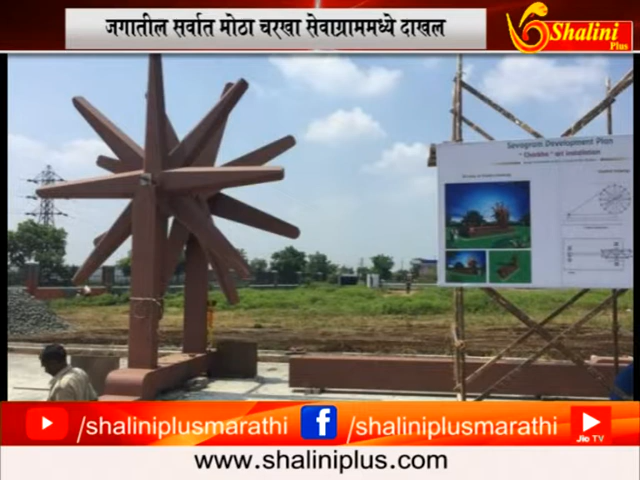 जगातील सर्वात मोठा चरखा सेवाग्राममध्ये दाखल
Shalini
Plus
Sevagram Development Plan
"Charkha" art installation
/shaliniplusmarathi
/shaliniplusmarathi
Jio TV
www.shaliniplus.com